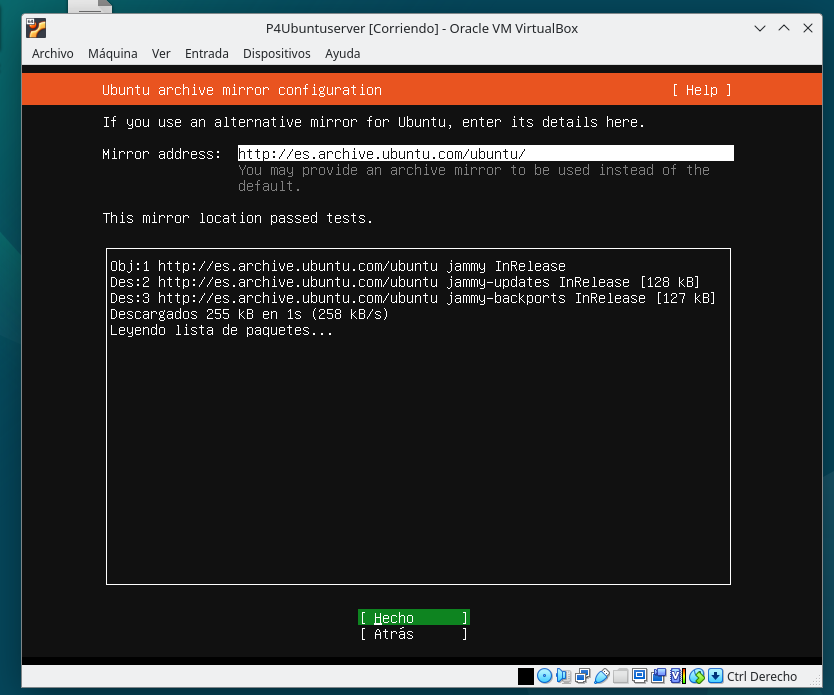 P4Ubuntuserver [Corriendo] - Oracle VM VirtualBox
Archivo Máquina Ver Entrada Dispositivos Ayuda
Ubuntu archive mirror configuration [ Help ]
If you use an alternative mirror for Ubuntu, enter its details here.
Mirror address: http://es.archive.ubuntu.com/ubuntu/
You may provide an archive mirror to be used instead of the
default.
This mirror location passed tests.
Obj:1 http://es.archive.ubuntu.com/ubuntu jammy InRelease
Des:2 http://es.archive.ubuntu.com/ubuntu jammy-updates InRelease [128 kB]
Des:3 http://es.archive.ubuntu.com/ubuntu jammy-backports InRelease [127 kB]
Descargados 255 kB en 1s (258 kB/s)
Leyendo lista de paquetes...
[ Hecho ]
[ Atrás ]
Ctrl Derecho